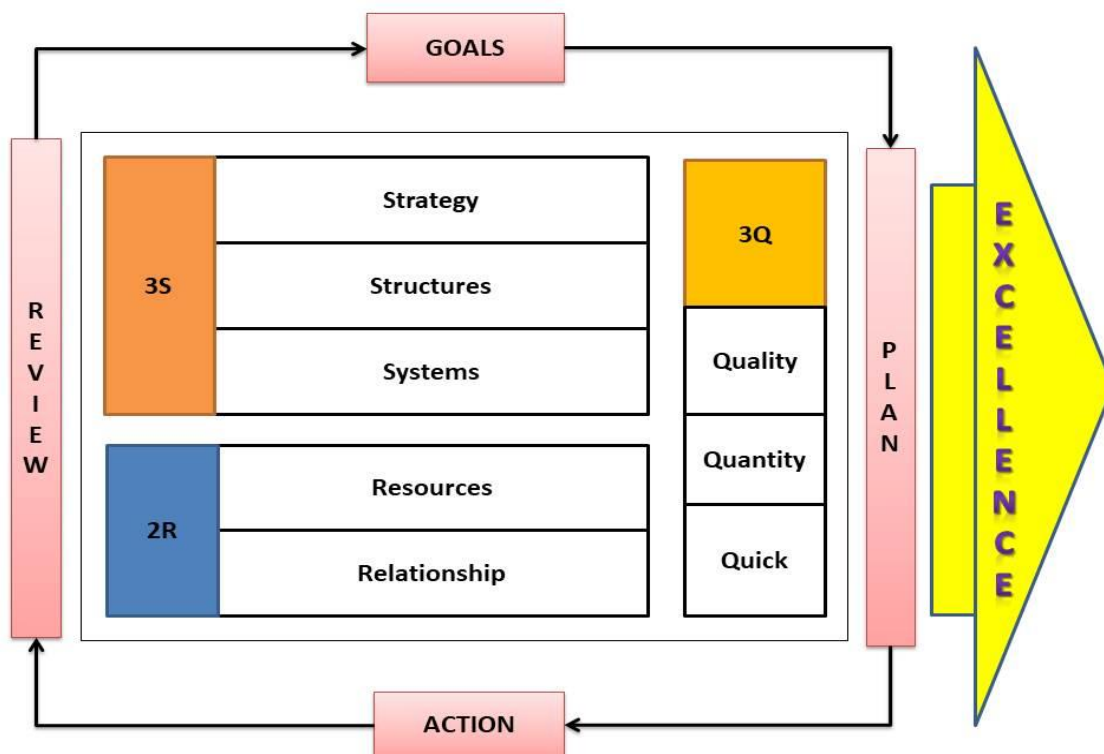 GOALS
REVIEW
3S
Strategy
Structures
Systems
2R
Resources
Relationship
3Q
Quality
Quantity
Quick
PLAN
EXCELLENCE
ACTION